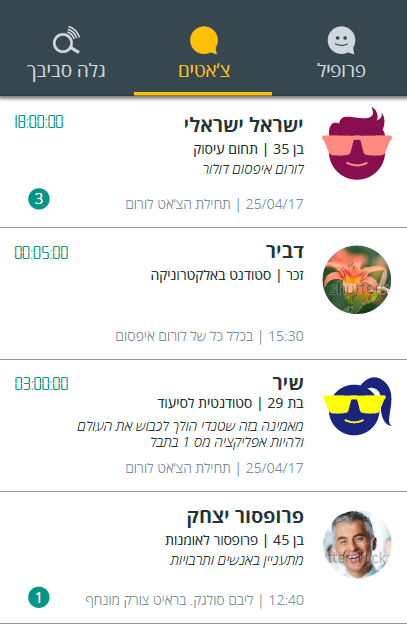 פרופיל
צ'אטים
גלה סביבך
ישראל ישראלי
18:00:00
בן 35 | תחום עיסוק
לורום איפסום דולור
25/04/17 | תחילת הצ'אט לורום
3
דביר
00:05:00
זכר | סטודנט באלקטרוניקה
shutters
15:30 | בכלל כל של לורום איפסום
שיר
03:00:00
בת 29 | סטודנטית לסיעוד
מאמינה בזה שטנדי הולך לכבוש את העולם
ולהיות אפליקציה מס 1 בתבל
25/04/17 | תחילת הצ'אט לורום
פרופסור יצחק
בן 45 | פרופסור לאומנות
מתעניין באנשים ותרבויות
12:40 | ליבם סולגק. בראיט צורק מונחף
1